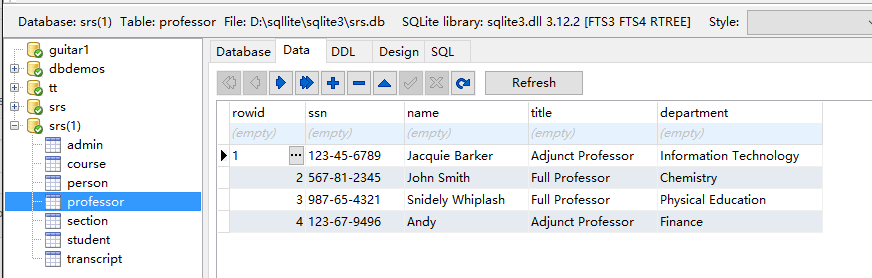 Database: srs(1) Table: professor File: D:\sqllite\sqlite3\srs.db SQLite library: sqlite3.dll 3.12.2 [FTS3 FTS4 RTREE] Style:
guitar1
dbdemos
tt
srs
srs(1)
admin
course
person
professor
section
student
transcript
Database Data DDL Design SQL
Refresh
rowid ssn name title department
(empty) (empty) (empty) (empty) (empty)
1 ... 123-45-6789 Jacquie Barker Adjunct Professor Information Technology
2 567-81-2345 John Smith Full Professor Chemistry
3 987-65-4321 Snidely Whiplash Full Professor Physical Education
4 123-67-9496 Andy Adjunct Professor Finance